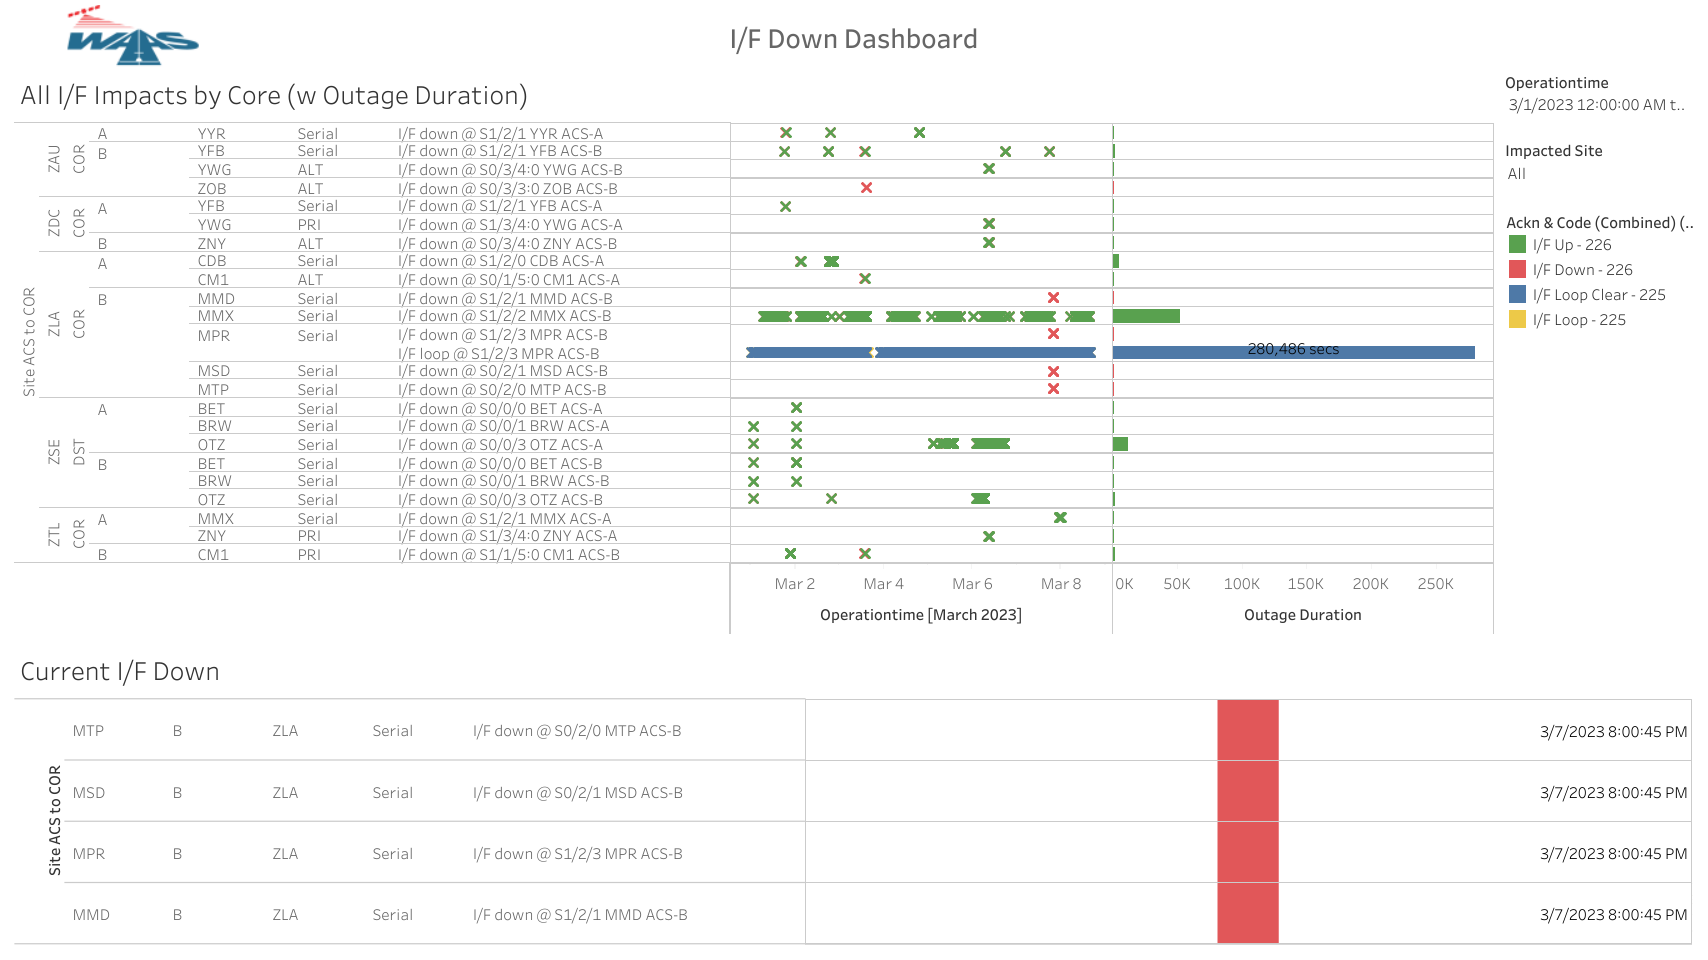 WAAS
I/F Down Dashboard
All I/F Impacts by Core (w Outage Duration)
Operationtime
3/1/2023 12:00:00 AM t..
Impacted Site
All
Ackn & Code (Combined) (..
I/F Up - 226
I/F Down - 226
I/F Loop Clear - 225
I/F Loop - 225
Site ACS to COR
ZAU COR A YYR Serial I/F down @ S1/2/1 YYR ACS-A
B YFB Serial I/F down @ S1/2/1 YFB ACS-B
YWG ALT I/F down @ S0/3/4:0 YWG ACS-B
ZOB ALT I/F down @ S0/3/3:0 ZOB ACS-B
ZDC COR A YFB Serial I/F down @ S1/2/1 YFB ACS-A
YWG PRI I/F down @ S1/3/4:0 YWG ACS-A
B ZNY ALT I/F down @ S0/3/4:0 ZNY ACS-B
ZLA COR A CDB Serial I/F down @ S1/2/0 CDB ACS-A
CM1 ALT I/F down @ S0/1/5:0 CM1 ACS-A
B MMD Serial I/F down @ S1/2/1 MMD ACS-B
MMX Serial I/F down @ S1/2/2 MMX ACS-B
MPR Serial I/F down @ S1/2/3 MPR ACS-B
I/F loop @ S1/2/3 MPR ACS-B 280,486 secs
MSD Serial I/F down @ S0/2/1 MSD ACS-B
MTP Serial I/F down @ S0/2/0 MTP ACS-B
ZSE DST A BET Serial I/F down @ S0/0/0 BET ACS-A
BRW Serial I/F down @ S0/0/1 BRW ACS-A
OTZ Serial I/F down @ S0/0/3 OTZ ACS-A
B BET Serial I/F down @ S0/0/0 BET ACS-B
BRW Serial I/F down @ S0/0/1 BRW ACS-B
OTZ Serial I/F down @ S0/0/3 OTZ ACS-B
ZTL COR A MMX Serial I/F down @ S1/2/1 MMX ACS-A
ZNY PRI I/F down @ S1/3/4:0 ZNY ACS-A
B CM1 PRI I/F down @ S1/1/5:0 CM1 ACS-B
Mar 2 Mar 4 Mar 6 Mar 8 0K 50K 100K 150K 200K 250K
Operationtime [March 2023] Outage Duration
Current I/F Down
Site ACS to COR
MTP B ZLA Serial I/F down @ S0/2/0 MTP ACS-B 3/7/2023 8:00:45 PM
MSD B ZLA Serial I/F down @ S0/2/1 MSD ACS-B 3/7/2023 8:00:45 PM
MPR B ZLA Serial I/F down @ S1/2/3 MPR ACS-B 3/7/2023 8:00:45 PM
MMD B ZLA Serial I/F down @ S1/2/1 MMD ACS-B 3/7/2023 8:00:45 PM